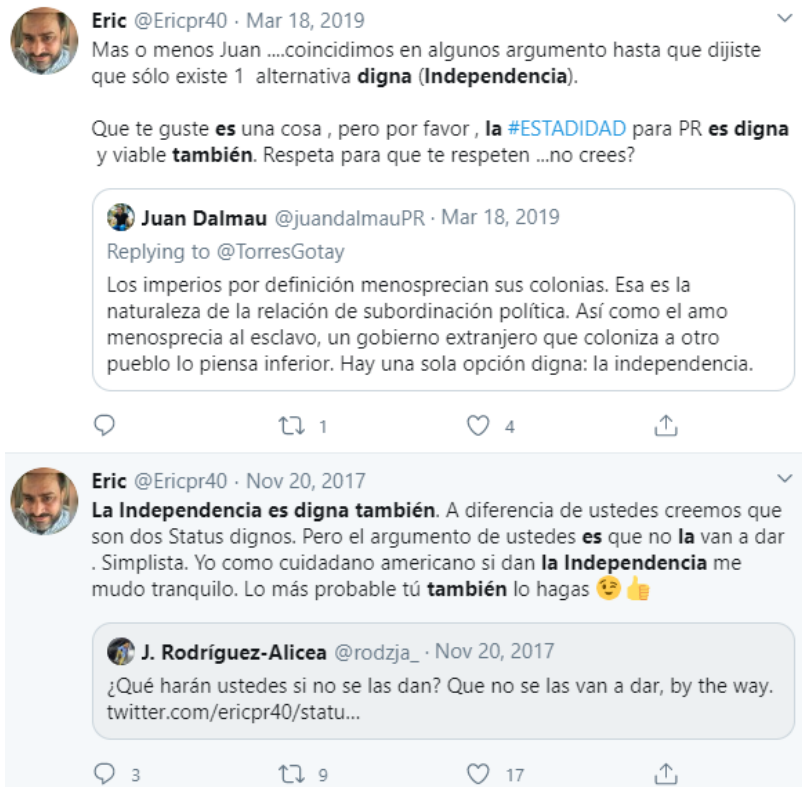 Eric @Ericpr40 · Mar 18, 2019
Mas o menos Juan ....coincidimos en algunos argumento hasta que dijiste
que sólo existe 1 alternativa digna (Independencia).
Que te guste es una cosa , pero por favor , la #ESTADIDAD para PR es digna
y viable también. Respeta para que te respeten ...no crees?
Juan Dalmau @juandalmauPR · Mar 18, 2019
Replying to @TorresGotay
Los imperios por definición menosprecian sus colonias. Esa es la
naturaleza de la relación de subordinación política. Así como el amo
menosprecia al esclavo, un gobierno extranjero que coloniza a otro
pueblo lo piensa inferior. Hay una sola opción digna: la independencia.
1 4
Eric @Ericpr40 · Nov 20, 2017
La Independencia es digna también. A diferencia de ustedes creemos que
son dos Status dignos. Pero el argumento de ustedes es que no la van a dar
. Simplista. Yo como cuidadano americano si dan la Independencia me
mudo tranquilo. Lo más probable tú también lo hagas 😉👍
J. Rodríguez-Alicea @rodzja_ · Nov 20, 2017
¿Qué harán ustedes si no se las dan? Que no se las van a dar, by the way.
twitter.com/ericpr40/statu...
3 9 17